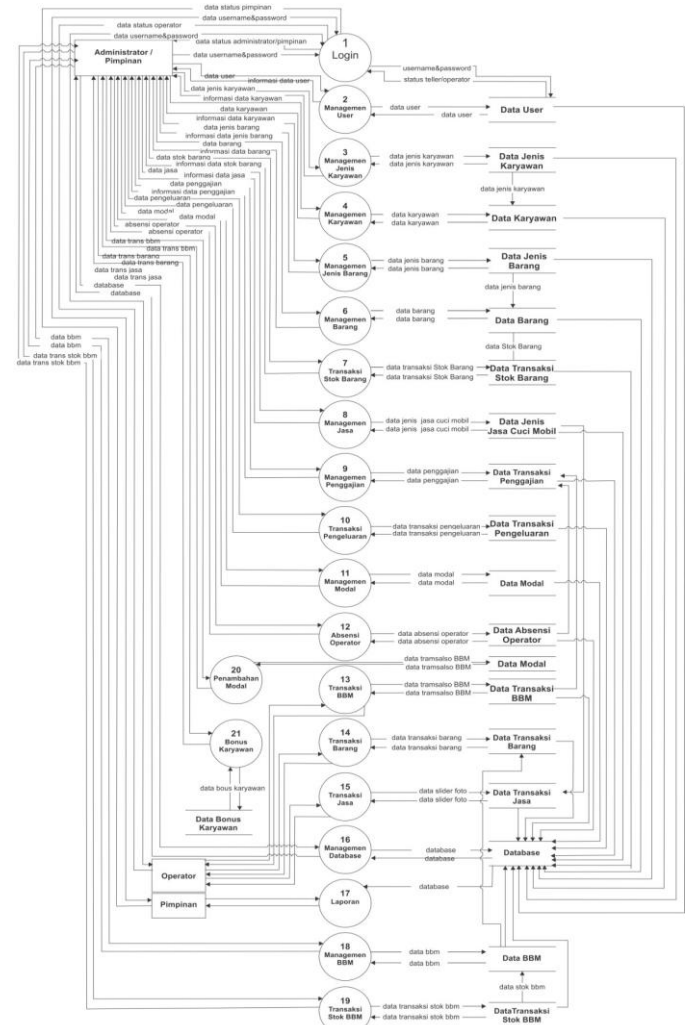 data status pimpinan
data username&password
data status operator
data username&password
data status administrator/pimpinan
data username&password
Administrator /
Pimpinan
1
Login
username&password
status teller/operator
data user
informasi data user
data jenis karyawan
informasi data karyawan
data karyawan
informasi data karyawan
data jenis barang
informasi data jenis barang
data barang
informasi data barang
data stok barang
informasi data stok barang
data jasa
informasi data jasa
data penggajian
informasi data penggajian
data pengeluaran
data pengeluaran
data modal
data modal
absensi operator
absensi operator
data trans bbm
data trans bbm
data trans barang
data trans barang
data trans jasa
data trans jasa
database
database
data bbm
data bbm
data trans stok bbm
data trans stok bbm
2
Managemen
User
data user
data user
Data User
3
Managemen
Jenis
Karyawan
data jenis karyawan
data jenis karyawan
Data Jenis
Karyawan
data jenis karyawan
4
Managemen
Karyawan
data karyawan
data karyawan
Data Karyawan
5
Managemen
Jenis Barang
data jenis barang
data jenis barang
Data Jenis
Barang
data jenis barang
6
Managemen
Barang
data barang
data barang
Data Barang
data Stok Barang
7
Transaksi
Stok Barang
data transaksi Stok Barang
data transaksi Stok Barang
Data Transaksi
Stok Barang
8
Managemen
Jasa
data jenis jasa cuci mobil
data jenis jasa cuci mobil
Data Jenis
Jasa Cuci Mobil
9
Managemen
Penggajian
data penggajian
data penggajian
Data Transaksi
Penggajian
10
Transaksi
Pengeluaran
data transaksi pengeluaran
data transaksi pengeluaran
Data Transaksi
Pengeluaran
11
Managemen
Modal
data modal
data modal
Data Modal
12
Absensi
Operator
data absensi operator
data absensi operator
Data Absensi
Operator
20
Penambahan
Modal
data tramsalso BBM
data tramsalso BBM
Data Modal
13
Transaksi
BBM
data tramsalso BBM
data tramsalso BBM
Data Transaksi
BBM
21
Bonus
Karyawan
data bous karyawan
Data Bonus
Karyawan
14
Transaksi
Barang
data transaksi barang
data transaksi barang
Data Transaksi
Barang
15
Transaksi
Jasa
data slider foto
data slider foto
Data Transaksi
Jasa
16
Managemen
Database
database
database
Database
Operator
Pimpinan
17
Laporan
database
18
Managemen
BBM
data bbm
data bbm
Data BBM
data stok bbm
19
Transaksi
Stok BBM
data transaksi stok bbm
data transaksi stok bbm
DataTransaksi
Stok BBM